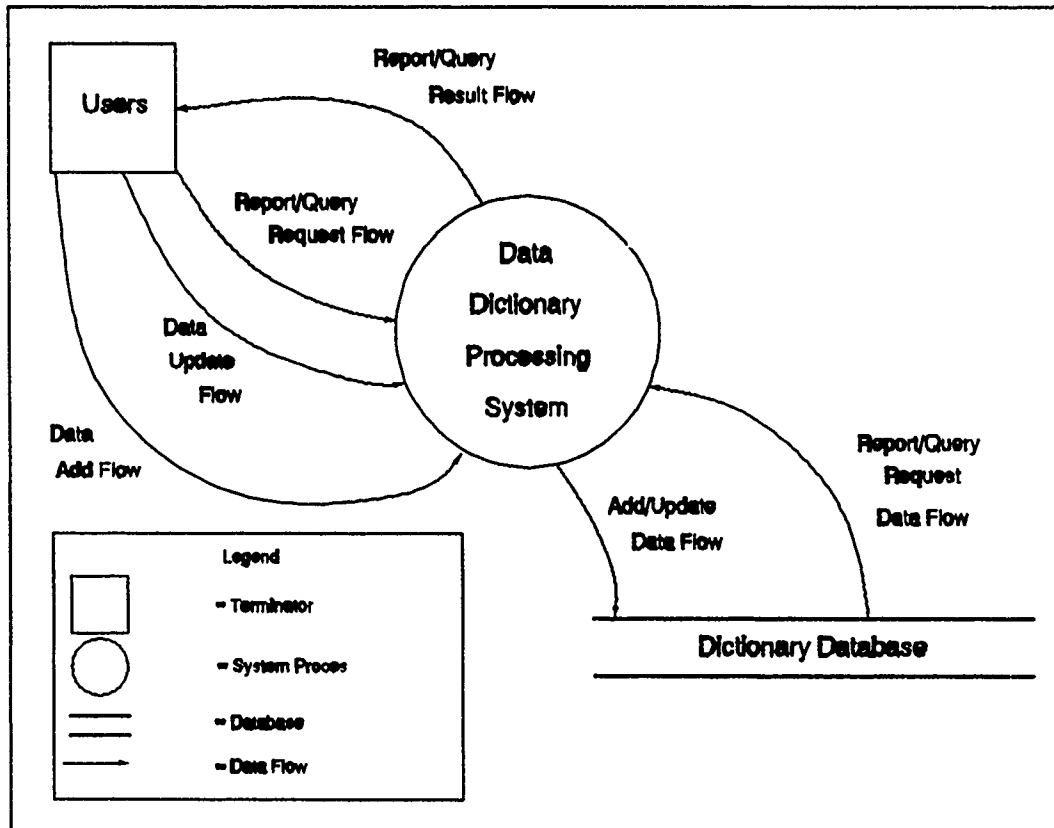 Users
Report/Query
Result Flow
Report/Query
Request Flow
Data
Update
Flow
Data
Add Flow
Data
Dictionary
Processing
System
Add/Update
Data Flow
Report/Query
Request
Data Flow
Dictionary Database
Legend
= Terminator
= System Proces
= Database
= Data Flow